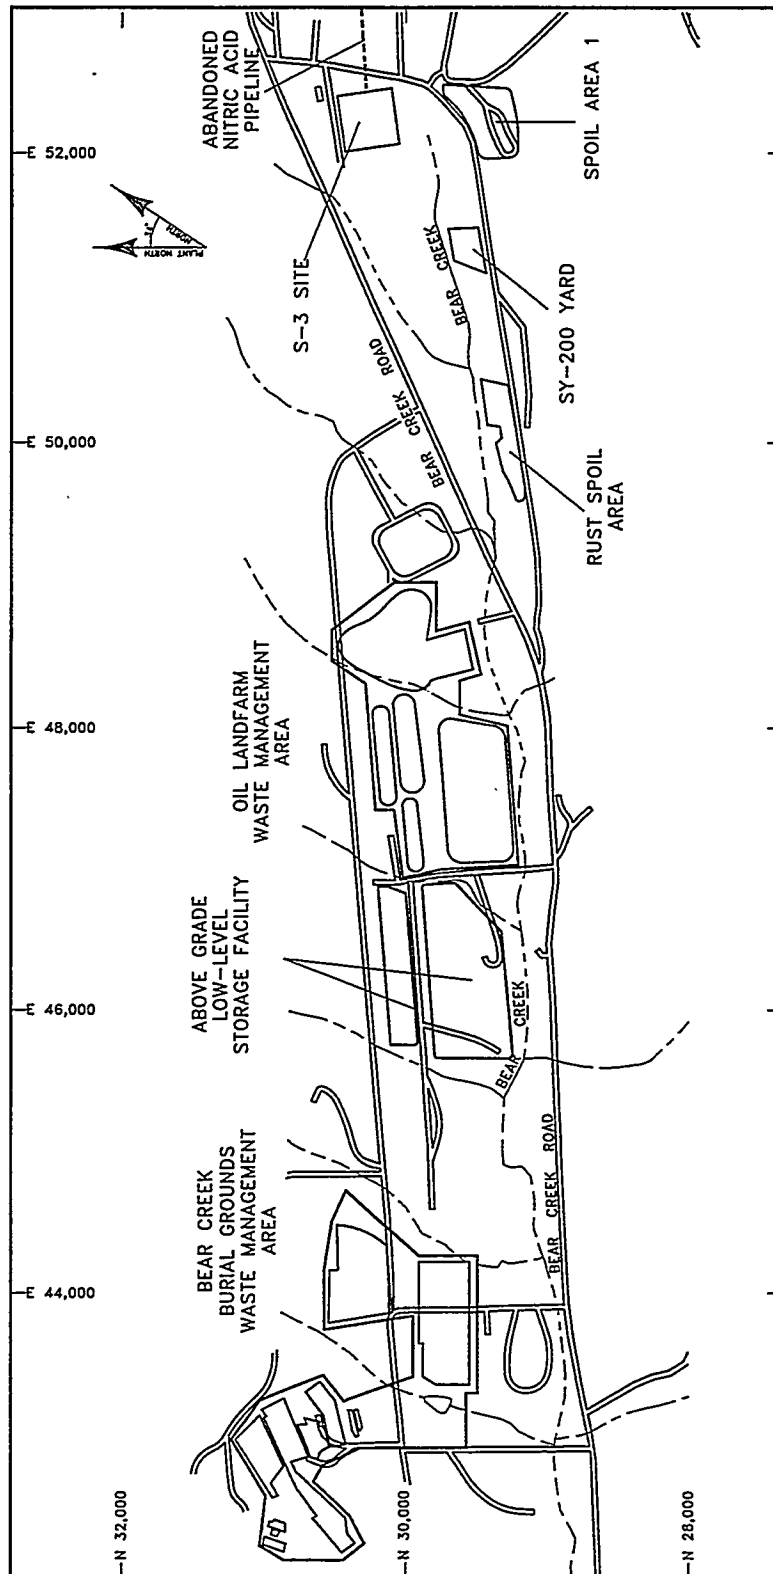 ABANDONED
NITRIC ACID
PIPELINE
SPOIL AREA 1
E 52,000
PLANT NORTH
NORTH
S-3 SITE
BEAR CREEK
SY-200 YARD
BEAR CREEK ROAD
E 50,000
RUST SPOIL
AREA
OIL LANDFARM
WASTE MANAGEMENT
AREA
E 48,000
ABOVE GRADE
LOW-LEVEL
STORAGE FACILITY
E 46,000
BEAR CREEK
BEAR CREEK ROAD
BEAR CREEK
BURIAL GROUNDS
WASTE MANAGEMENT
AREA
E 44,000
N 32,000
N 30,000
N 28,000